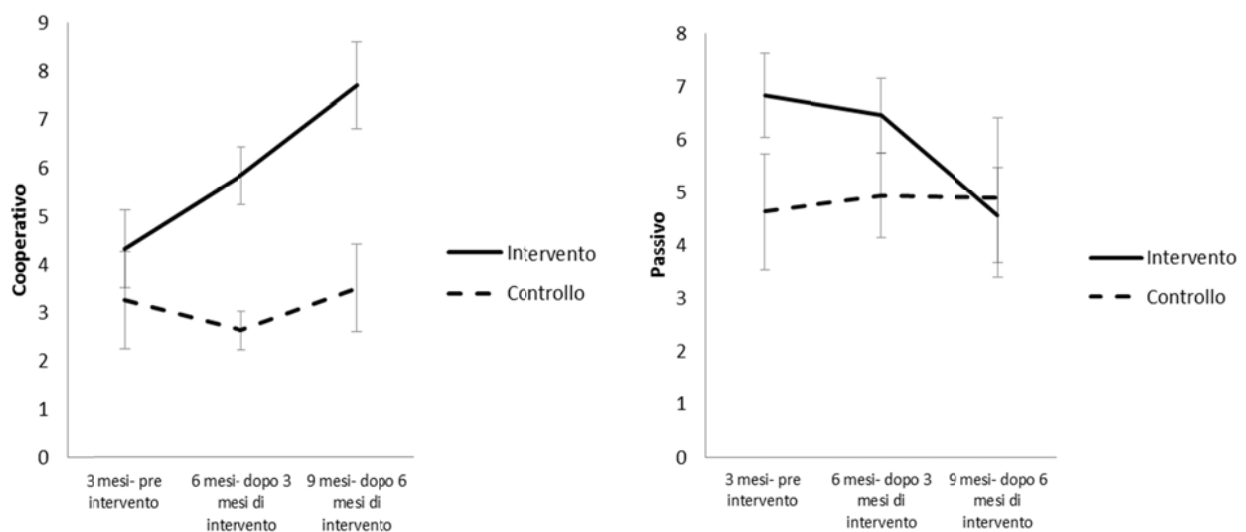 9
8
7
6
5
4
3
2
1
0
Cooperativo
3 mesi- pre
intervento
6 mesi- dopo 3
mesi di
intervento
9 mesi- dopo 6
mesi di
intervento
Intervento
Controllo
8
7
6
5
4
3
2
1
0
Passivo
3 mesi- pre
intervento
6 mesi- dopo 3
mesi di
intervento
9 mesi- dopo 6
mesi di
intervento
Intervento
Controllo